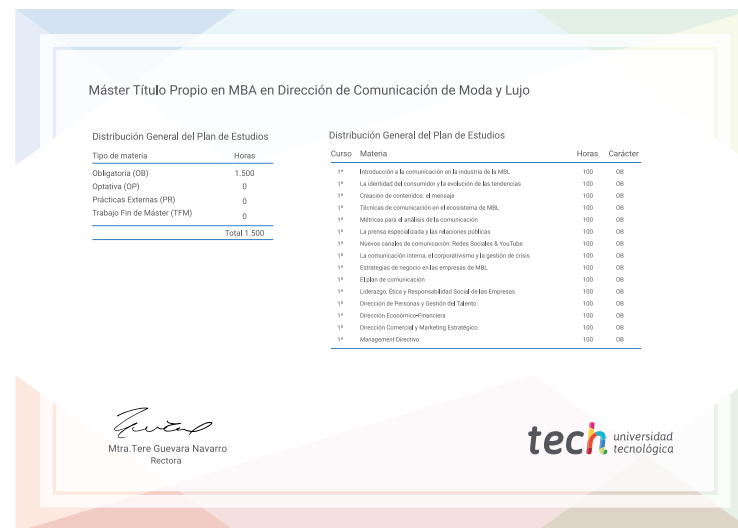 Máster Título Propio en MBA en Dirección de Comunicación de Moda y Lujo
Distribución General del Plan de Estudios
Tipo de materia Horas
Obligatoria (OB) 1.500
Optativa (OP) 0
Prácticas Externas (PR) 0
Trabajo Fin de Máster (TFM) 0
Total 1.500
Distribución General del Plan de Estudios
Curso Materia Horas Carácter
1º Introducción a la comunicación en la industria de la MBL 100 OB
1º La identidad del consumidor y la evolución de las tendencias 100 OB
1º Creación de contenidos: el mensaje 100 OB
1º Técnicas de comunicación en el ecosistema de MBL 100 OB
1º Métricas para el análisis de la comunicación 100 OB
1º La prensa especializada y las relaciones públicas 100 OB
1º Nuevos canales de comunicación: Redes Sociales & YouTube 100 OB
1º La comunicación interna, el corporativismo y la gestión de crisis 100 OB
1º Estrategias de negocio en las empresas de MBL 100 OB
1º El plan de comunicación 100 OB
1º Liderazgo, Ética y Responsabilidad Social de las Empresas 100 OB
1º Dirección de Personas y Gestión del Talento 100 OB
1º Dirección Económico-Financiera 100 OB
1º Dirección Comercial y Marketing Estratégico 100 OB
1º Management Directivo 100 OB
Mtra.Tere Guevara Navarro
Rectora
tech universidad
tecnológica